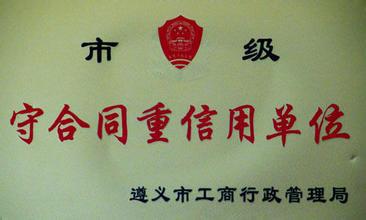 市级
守合同重信用单位
遵义市工商行政管理局